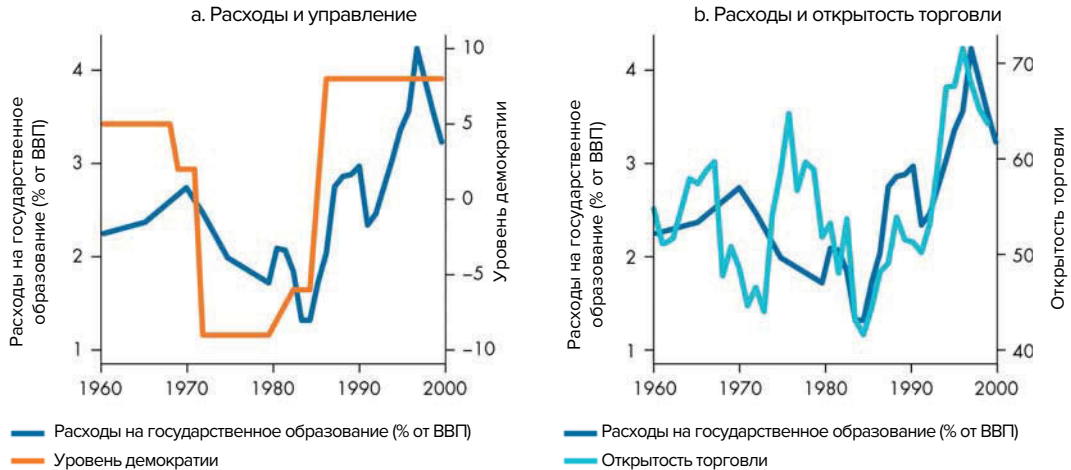 a. Расходы и управление
Расходы на государственное
образование (% от ВВП)
4
3
2
1
10
5
0
–5
–10
Уровень демократии
1960 1970 1980 1990 2000
Расходы на государственное образование (% от ВВП)
Уровень демократии
b. Расходы и открытость торговли
Расходы на государственное
образование (% от ВВП)
4
3
2
1
70
60
50
40
Открытость торговли
1960 1970 1980 1990 2000
Расходы на государственное образование (% от ВВП)
Открытость торговли